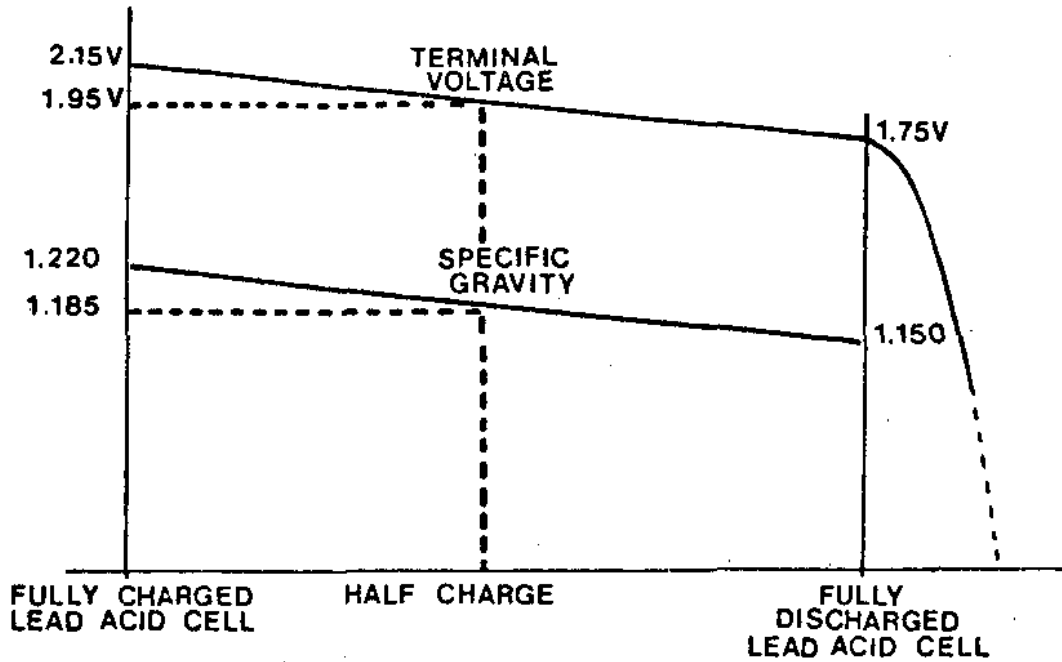 2.15V
TERMINAL
VOLTAGE
1.95V
1.75V
1.220
SPECIFIC
GRAVITY
1.185
1.150
FULLY CHARGED
LEAD ACID CELL
HALF CHARGE
FULLY
DISCHARGED
LEAD ACID CELL